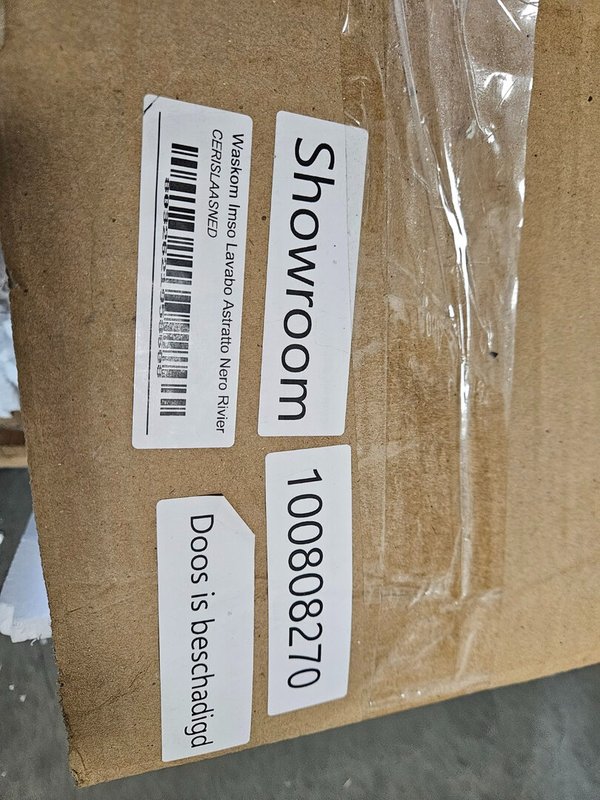 Showroom
Waskom Imso Lavabo Astratto Nero Rivier
CERISLAASNED
100808270
Doos is beschadigd